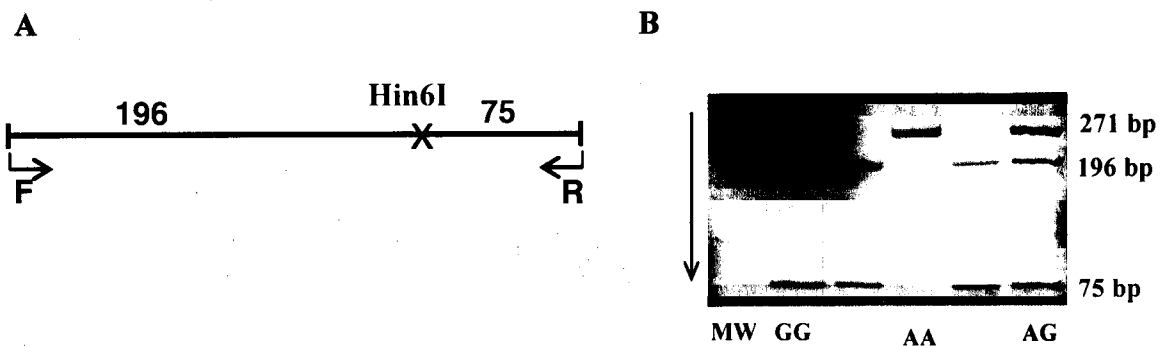 A
196
Hin6I
75
X
F
R
B
271 bp
196 bp
75 bp
MW GG AA AG